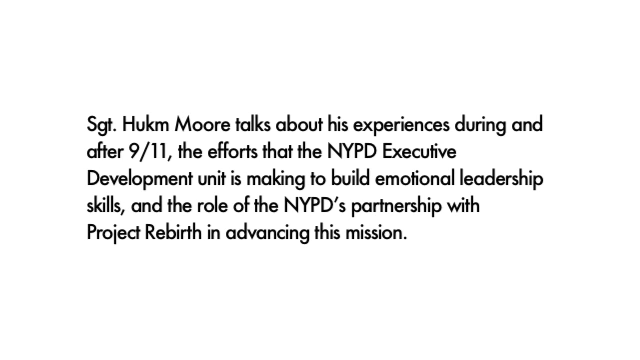 Sgt. Hukm Moore talks about his experiences during and
after 9/11, the efforts that the NYPD Executive
Development unit is making to build emotional leadership
skills, and the role of the NYPD’s partnership with
Project Rebirth in advancing this mission.